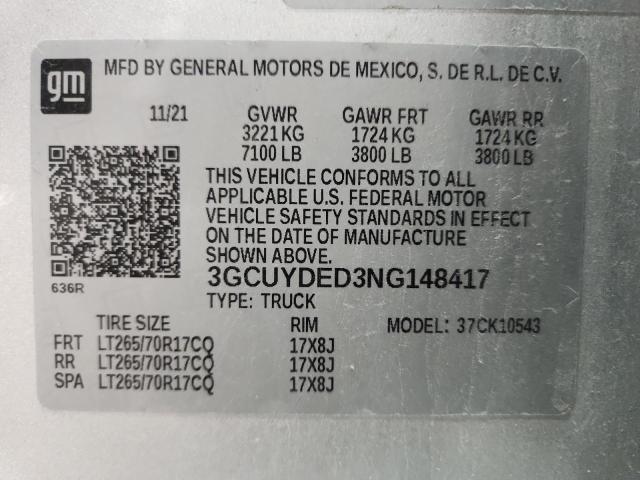 gm
MFD BY GENERAL MOTORS DE MEXICO, S. DE R.L. DE C.V.
11/21 GVWR GAWR FRT GAWR RR
3221 KG 1724 KG 1724 KG
7100 LB 3800 LB 3800 LB
THIS VEHICLE CONFORMS TO ALL
APPLICABLE U.S. FEDERAL MOTOR
VEHICLE SAFETY STANDARDS IN EFFECT
ON THE DATE OF MANUFACTURE
SHOWN ABOVE.
3GCUYDED3NG148417
636R
TYPE: TRUCK
TIRE SIZE RIM MODEL: 37CK10543
FRT LT265/70R17CQ 17X8J
RR LT265/70R17CQ 17X8J
SPA LT265/70R17CQ 17X8J